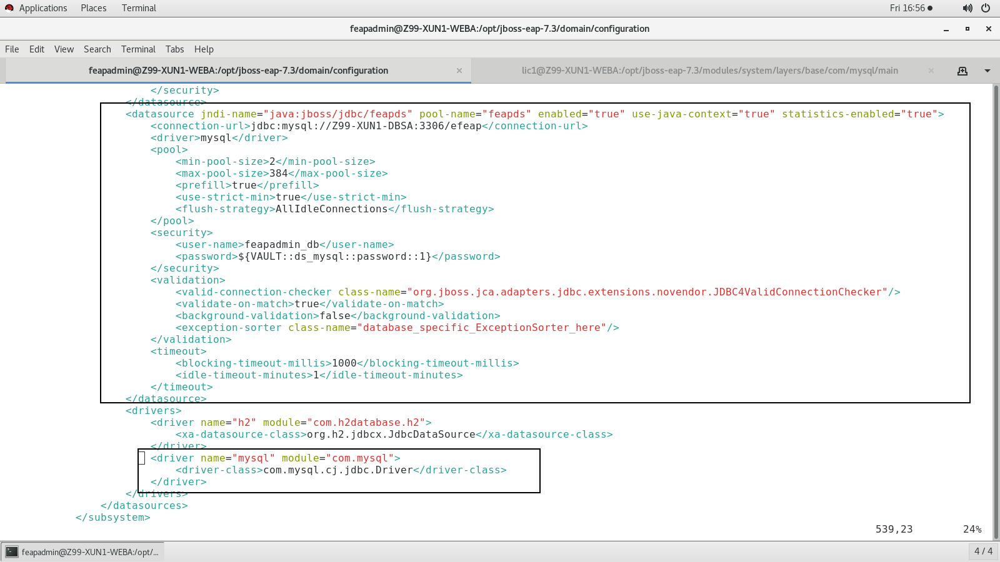 Applications Places Terminal Fri 16:56
feapadmin@Z99-XUN1-WEBA:/opt/jboss-eap-7.3/domain/configuration
File Edit View Search Terminal Tabs Help
feapadmin@Z99-XUN1-WEBA:/opt/jboss-eap-7.3/domain/configuration × lic1@Z99-XUN1-WEBA:/opt/jboss-eap-7.3/modules/system/layers/base/com/mysql/main ×
</security>
</datasource>
<datasource jndi-name="java:jboss/jdbc/feapds" pool-name="feapds" enabled="true" use-java-context="true" statistics-enabled="true">
<connection-url>jdbc:mysql://Z99-XUN1-DBSA:3306/efeap</connection-url>
<driver>mysql</driver>
<pool>
<min-pool-size>2</min-pool-size>
<max-pool-size>384</max-pool-size>
<prefill>true</prefill>
<use-strict-min>true</use-strict-min>
<flush-strategy>AllIdleConnections</flush-strategy>
</pool>
<security>
<user-name>feapadmin_db</user-name>
<password>${VAULT::ds_mysql::password::1}</password>
</security>
<validation>
<valid-connection-checker class-name="org.jboss.jca.adapters.jdbc.extensions.novendor.JDBC4ValidConnectionChecker"/>
<validate-on-match>true</validate-on-match>
<background-validation>false</background-validation>
<exception-sorter class-name="database_specific_ExceptionSorter_here"/>
</validation>
<timeout>
<blocking-timeout-millis>1000</blocking-timeout-millis>
<idle-timeout-minutes>1</idle-timeout-minutes>
</timeout>
</datasource>
<drivers>
<driver name="h2" module="com.h2database.h2">
<xa-datasource-class>org.h2.jdbcx.JdbcDataSource</xa-datasource-class>
</driver>
<driver name="mysql" module="com.mysql">
<driver-class>com.mysql.cj.jdbc.Driver</driver-class>
</driver>
</drivers>
</datasources>
</subsystem>
539,23 24%
feapadmin@Z99-XUN1-WEBA:/opt/... 4 / 4